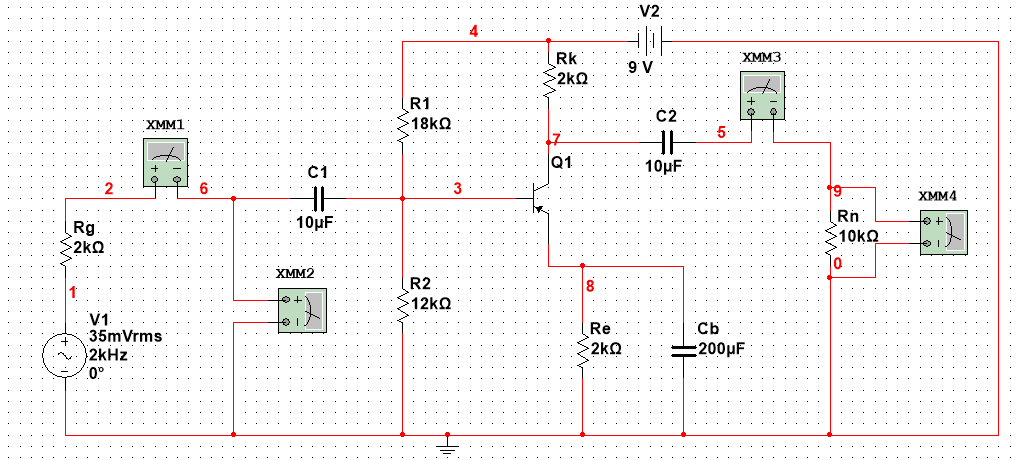 V2
9 V
4
Rk
2kΩ
XMM3
R1
18kΩ
C2
10µF
7
5
XMM1
Q1
2
6
C1
10µF
3
9
XMM4
Rg
2kΩ
Rn
10kΩ
0
1
XMM2
R2
12kΩ
8
V1
35mVrms
2kHz
0°
Re
2kΩ
Cb
200µF